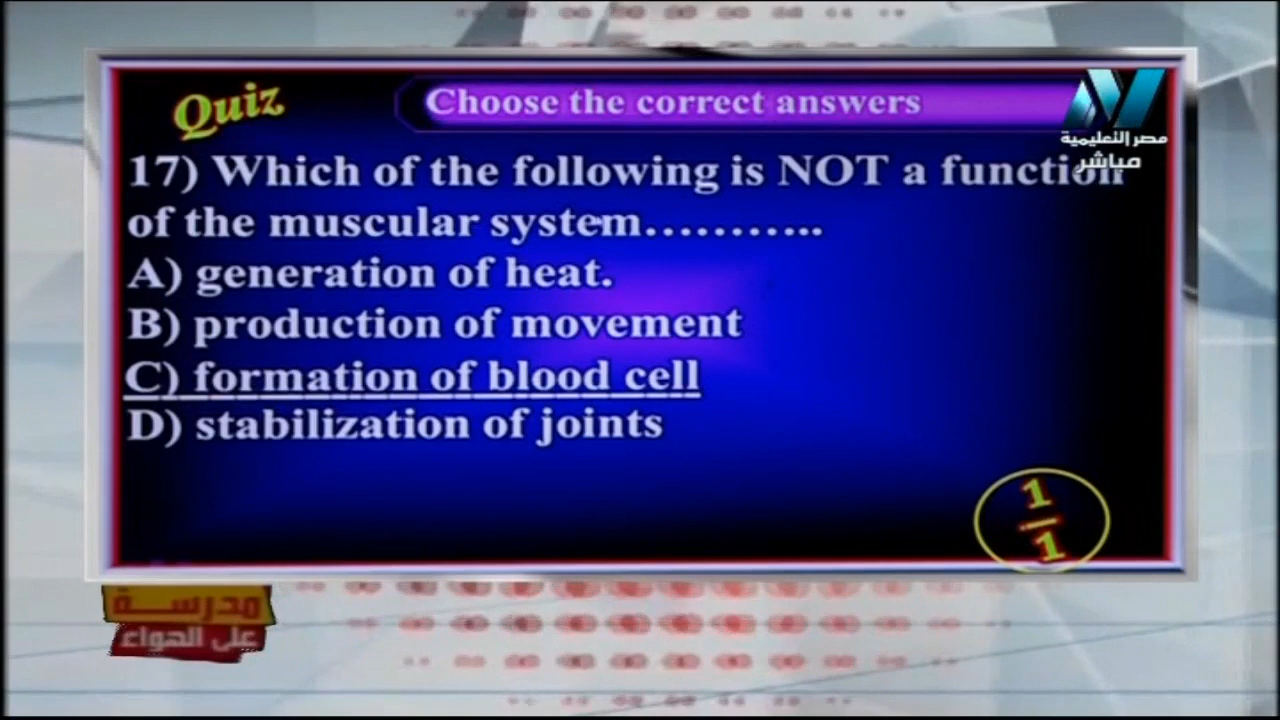 Quiz
Choose the correct answers
مصر التعليمية
مباشر
17) Which of the following is NOT a function
of the muscular system………...
A) generation of heat.
B) production of movement
C) formation of blood cell
D) stabilization of joints
1
1
مدرسة
على الهواء